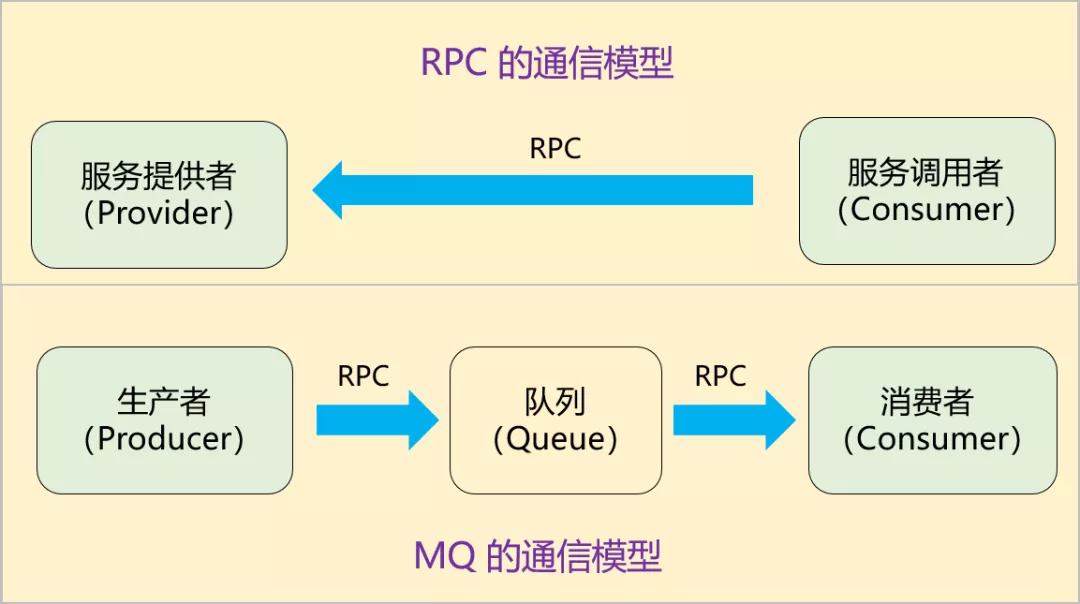 RPC 的通信模型
RPC
服务提供者
（Provider）
服务调用者
（Consumer）
生产者
（Producer）
RPC
队列
（Queue）
RPC
消费者
（Consumer）
MQ 的通信模型